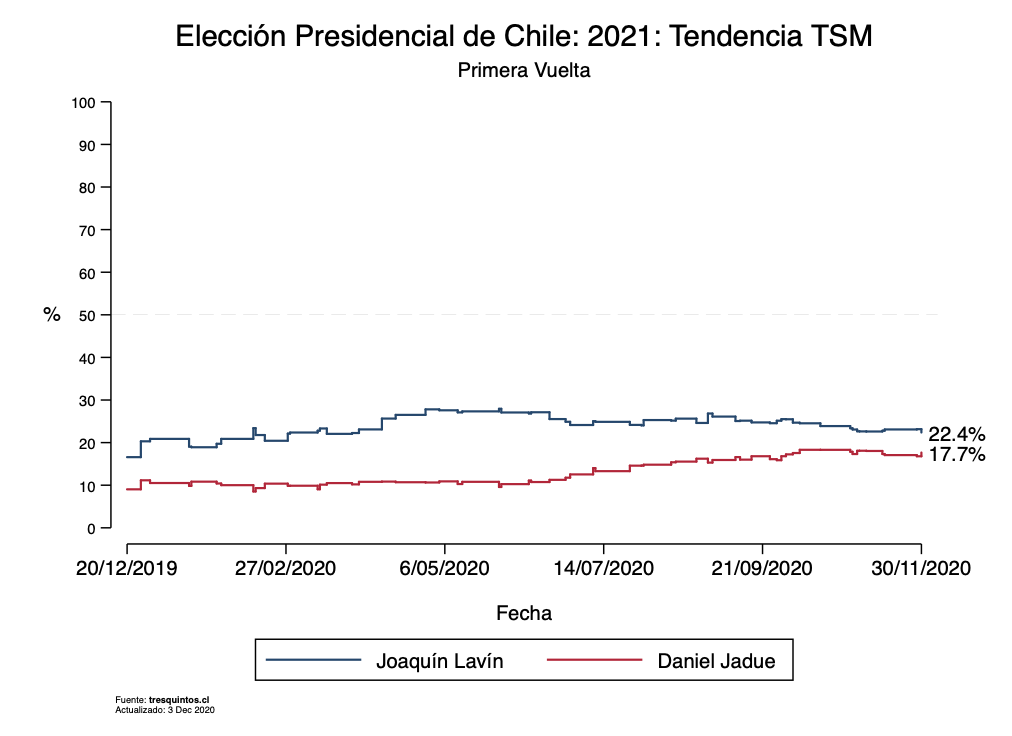 Elección Presidencial de Chile: 2021: Tendencia TSM
Primera Vuelta
100
90
80
70
60
% 50
40
30
20
10
0
22.4%
17.7%
20/12/2019 27/02/2020 6/05/2020 14/07/2020 21/09/2020 30/11/2020
Fecha
Joaquín Lavín Daniel Jadue
Fuente: tresquintos.cl
Actualizado: 3 Dec 2020